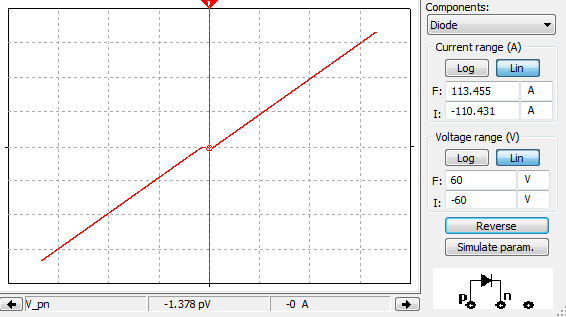 1
Components:
Diode
Current range (A)
Log Lin
F: 113.455 A
I: -110.431 A
Voltage range (V)
Log Lin
F: 60 V
I: -60 V
Reverse
Simulate param.
p n
V_pn -1.378 pV -0 A